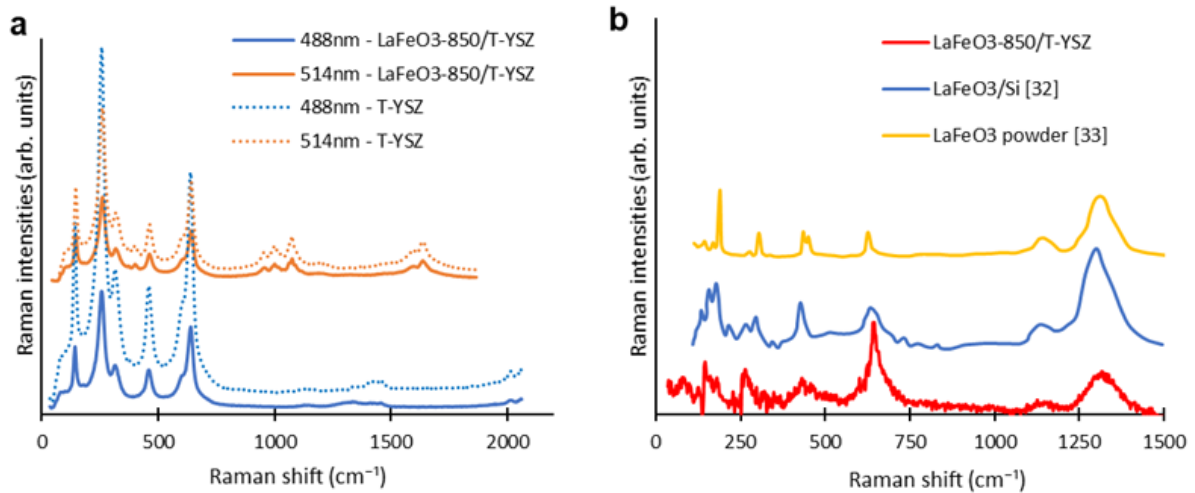 a
488nm - LaFeO3-850/T-YSZ
514nm - LaFeO3-850/T-YSZ
488nm - T-YSZ
514nm - T-YSZ
Raman intensities (arb. units)
0 500 1000 1500 2000
Raman shift (cm⁻¹)
b
LaFeO3-850/T-YSZ
LaFeO3/Si [32]
LaFeO3 powder [33]
Raman intensities (arb. units)
0 250 500 750 1000 1250 1500
Raman shift (cm⁻¹)